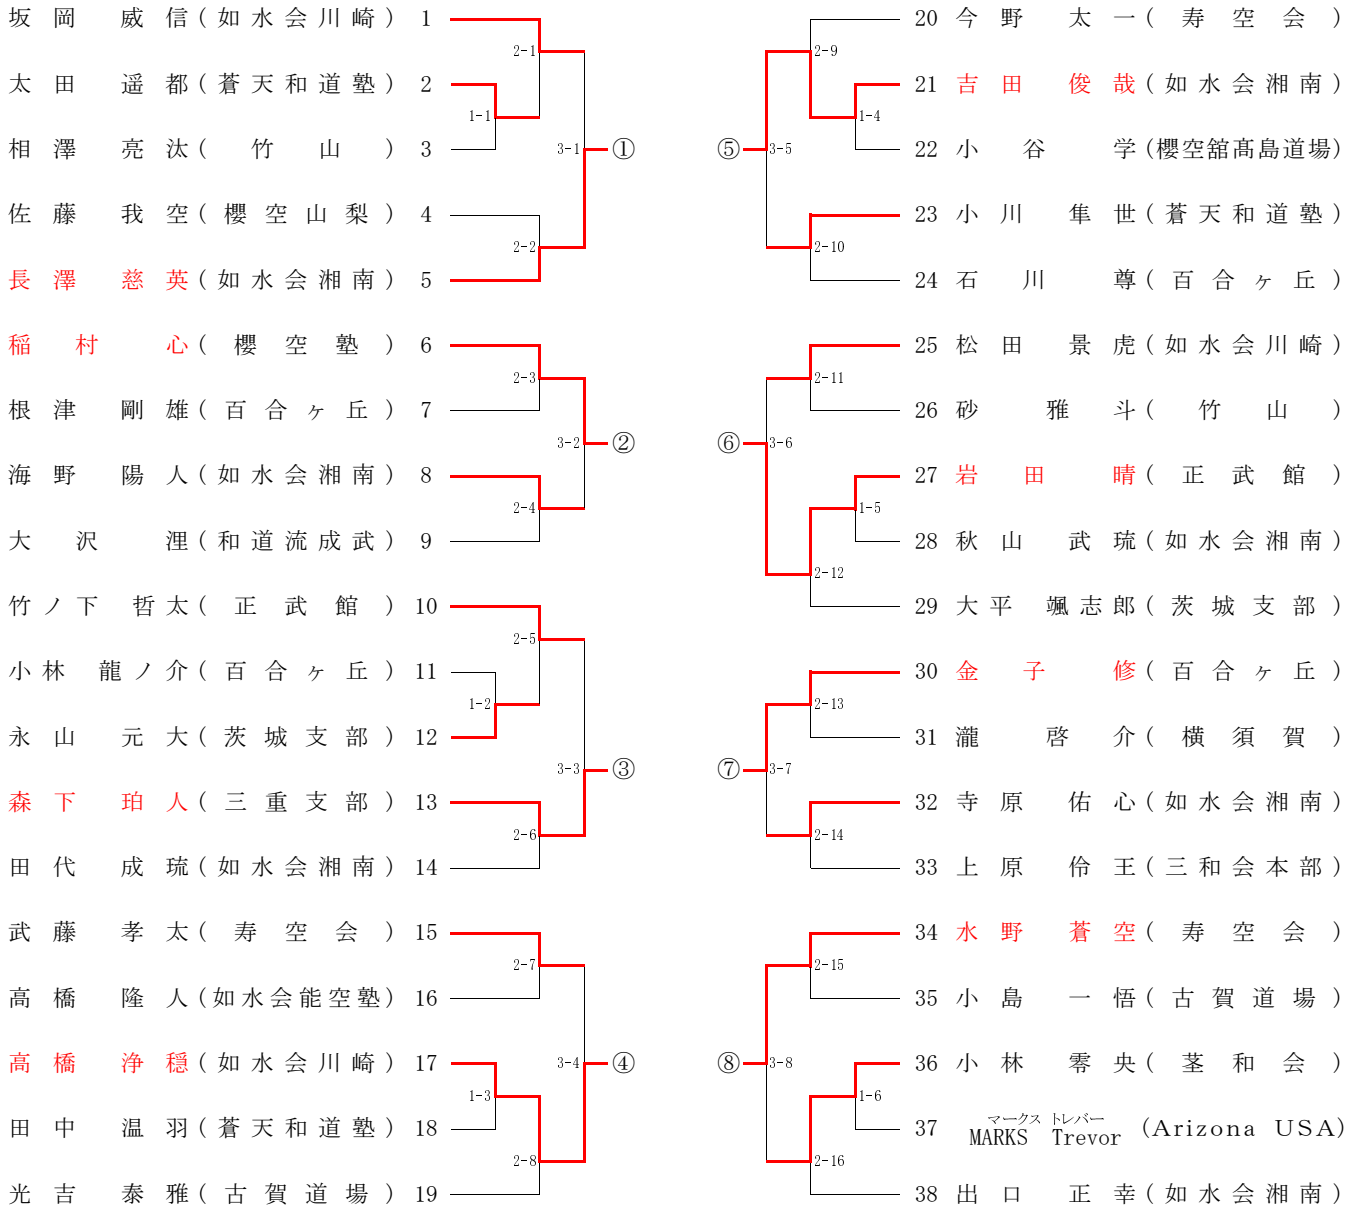 坂岡 威信(如水会川崎) 1
2-1
太田 遥都(蒼天和道塾) 2
1-1
相澤 亮汰(竹山) 3
3-1 ①
佐藤 我空(櫻空山梨) 4
2-2
長澤 慈英(如水会湘南) 5
稲村 心(櫻空塾) 6
2-3
根津 剛雄(百合ヶ丘) 7
3-2 ②
海野 陽人(如水会湘南) 8
2-4
大沢 浬(和道流成武) 9
竹ノ下 哲太(正武館) 10
2-5
小林 龍ノ介(百合ヶ丘) 11
1-2
永山 元大(茨城支部) 12
3-3 ③
森下 珀人(三重支部) 13
2-6
田代 成琉(如水会湘南) 14
武藤 孝太(寿空会) 15
2-7
高橋 隆人(如水会能空塾) 16
3-4 ④
高橋 浄穏(如水会川崎) 17
1-3
田中 温羽(蒼天和道塾) 18
2-8
光吉 泰雅(古賀道場) 19
20 今野 太一(寿空会)
2-9
21 吉田 俊哉(如水会湘南)
1-4
22 小谷 学(櫻空舘髙島道場)
⑤ 3-5
23 小川 隼世(蒼天和道塾)
2-10
24 石川 尊(百合ヶ丘)
25 松田 景虎(如水会川崎)
2-11
26 砂 雅斗(竹山)
⑥ 3-6
27 岩田 晴(正武館)
1-5
28 秋山 武琉(如水会湘南)
2-12
29 大平 颯志郎(茨城支部)
30 金子 修(百合ヶ丘)
2-13
31 瀧 啓介(横須賀)
⑦ 3-7
32 寺原 佑心(如水会湘南)
2-14
33 上原 伶王(三和会本部)
34 水野 蒼空(寿空会)
2-15
35 小島 一悟(古賀道場)
⑧ 3-8
36 小林 零央(茎和会)
1-6
マークス トレバー
37 MARKS Trevor (Arizona USA)
2-16
38 出口 正幸(如水会湘南)